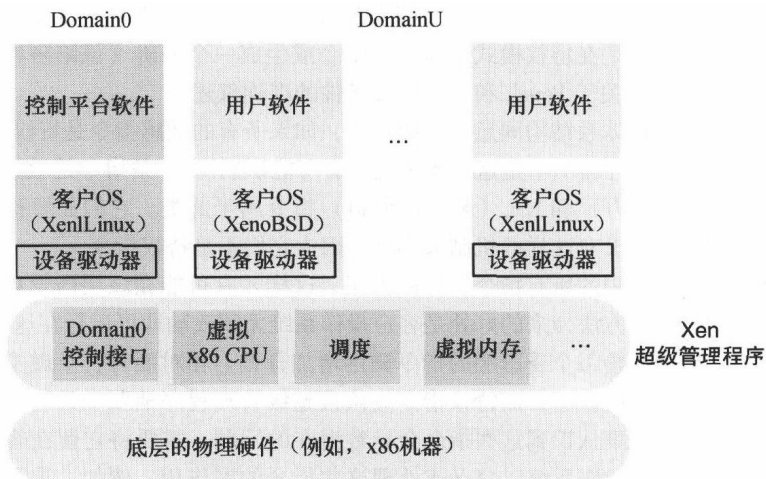 Domain0
DomainU
控制平台软件
用户软件
…
用户软件
客户OS
（XenlLinux）
设备驱动器
客户OS
（XenoBSD）
设备驱动器
客户OS
（XenlLinux）
设备驱动器
Domain0
控制接口
虚拟
x86 CPU
调度
虚拟内存
…
Xen
超级管理程序
底层的物理硬件（例如，x86机器）